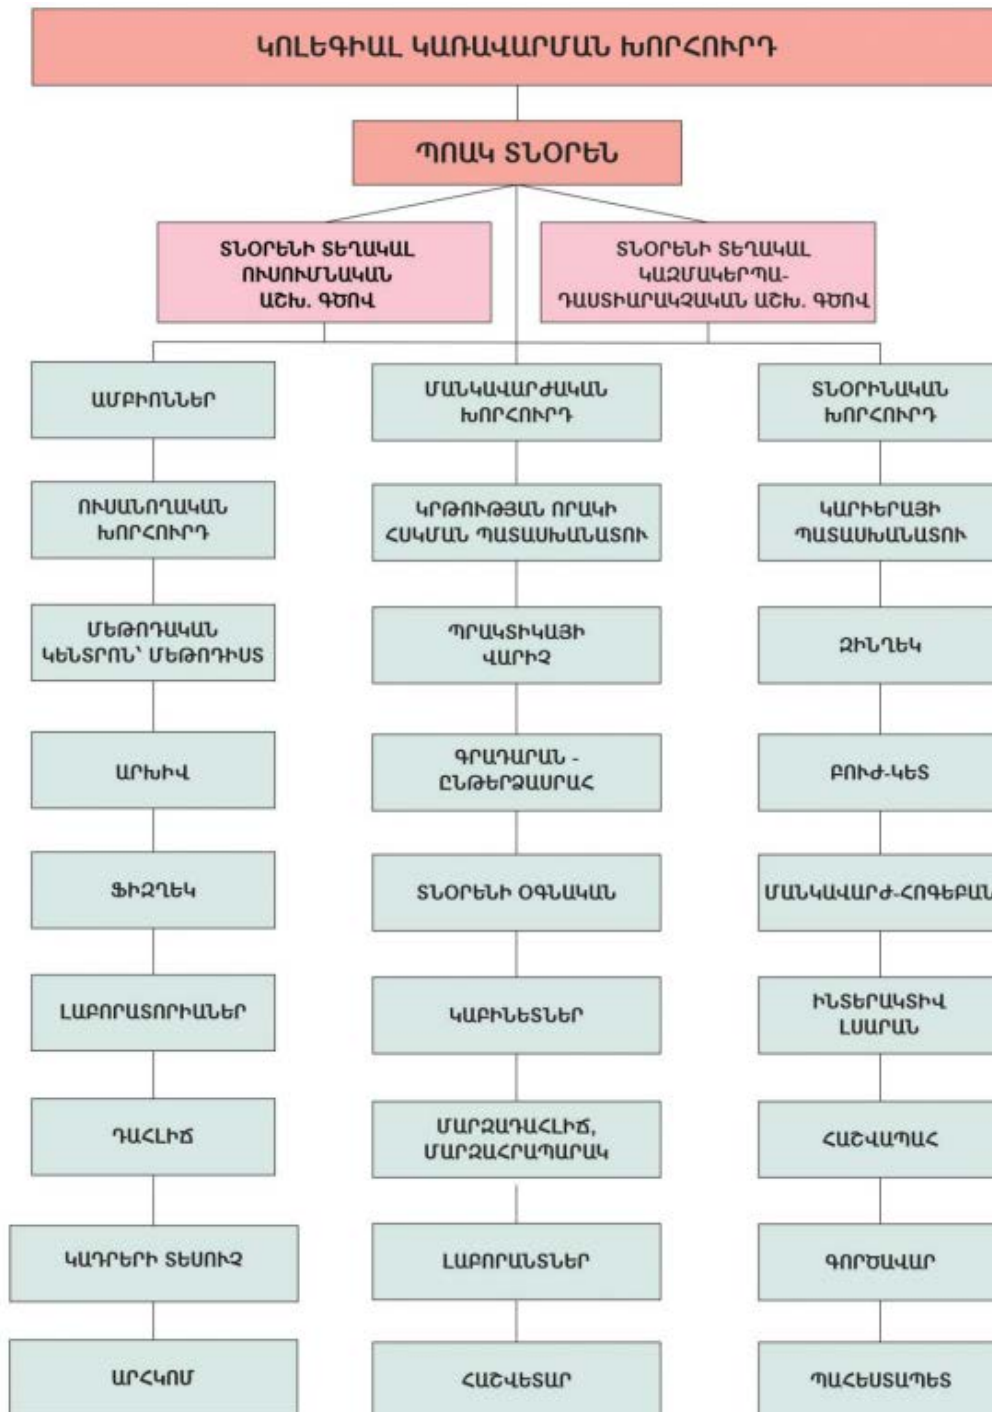 ԿՈԼԵԳԻԱԼ ԿԱՌԱՎԱՐՄԱՆ ԽՈՐՀՈՒՐԴ
ՊՈԱԿ ՏՆՕՐԵՆ
ՏՆՕՐԵՆԻ ՏԵՂԱԿԱԼ
ՈՒՍՈՒՄՆԱԿԱՆ
ԱՇԽ. ԳԾՈՎ
ՏՆՕՐԵՆԻ ՏԵՂԱԿԱԼ
ԿԱԶՄԱԿԵՐՊԱ-
ԴԱՍՏԻԱՐԱԿՉԱԿԱՆ ԱՇԽ. ԳԾՈՎ
ԱՄԲԻՈՆՆԵՐ
ՄԱՆԿԱՎԱՐԺԱԿԱՆ
ԽՈՐՀՈՒՐԴ
ՏՆՕՐԻՆԱԿԱՆ
ԽՈՐՀՈՒՐԴ
ՈՒՍԱՆՈՂԱԿԱՆ
ԽՈՐՀՈՒՐԴ
ԿՐԹՈՒԹՅԱՆ ՈՐԱԿԻ
ՀՍԿՄԱՆ ՊԱՏԱՍԽԱՆԱՏՈՒ
ԿԱՐԻԵՐԱՅԻ
ՊԱՏԱՍԽԱՆԱՏՈՒ
ՄԵԹՈԴԱԿԱՆ
ԿԵՆՏՐՈՆ՝ ՄԵԹՈԴԻՍՏ
ՊՐԱԿՏԻԿԱՅԻ
ՎԱՐԻՉ
ԶԻՆՂԵԿ
ԱՐԽԻՎ
ԳՐԱԴԱՐԱՆ -
ԸՆԹԵՐՁԱՍՐԱՀ
ԲՈՒԺ-ԿԵՏ
ՖԻԶՂԵԿ
ՏՆՕՐԵՆԻ ՕԳՆԱԿԱՆ
ՄԱՆԿԱՎԱՐԺ-ՀՈԳԵԲԱՆ
ԼԱԲՈՐԱՏՈՐԻԱՆԵՐ
ԿԱԲԻՆԵՏՆԵՐ
ԻՆՏԵՐԱԿՏԻՎ
ԼՍԱՐԱՆ
ԴԱՀԼԻՃ
ՄԱՐԶԱԴԱՀԼԻՃ,
ՄԱՐԶԱՀՐԱՊԱՐԱԿ
ՀԱՇՎԱՊԱՀ
ԿԱԴՐԵՐԻ ՏԵՍՈՒՉ
ԼԱԲՈՐԱՆՏՆԵՐ
ԳՈՐԾԱՎԱՐ
ԱՐՀԿՈՄ
ՀԱՇՎԵՏԱՐ
ՊԱՀԵՍՏԱՊԵՏ